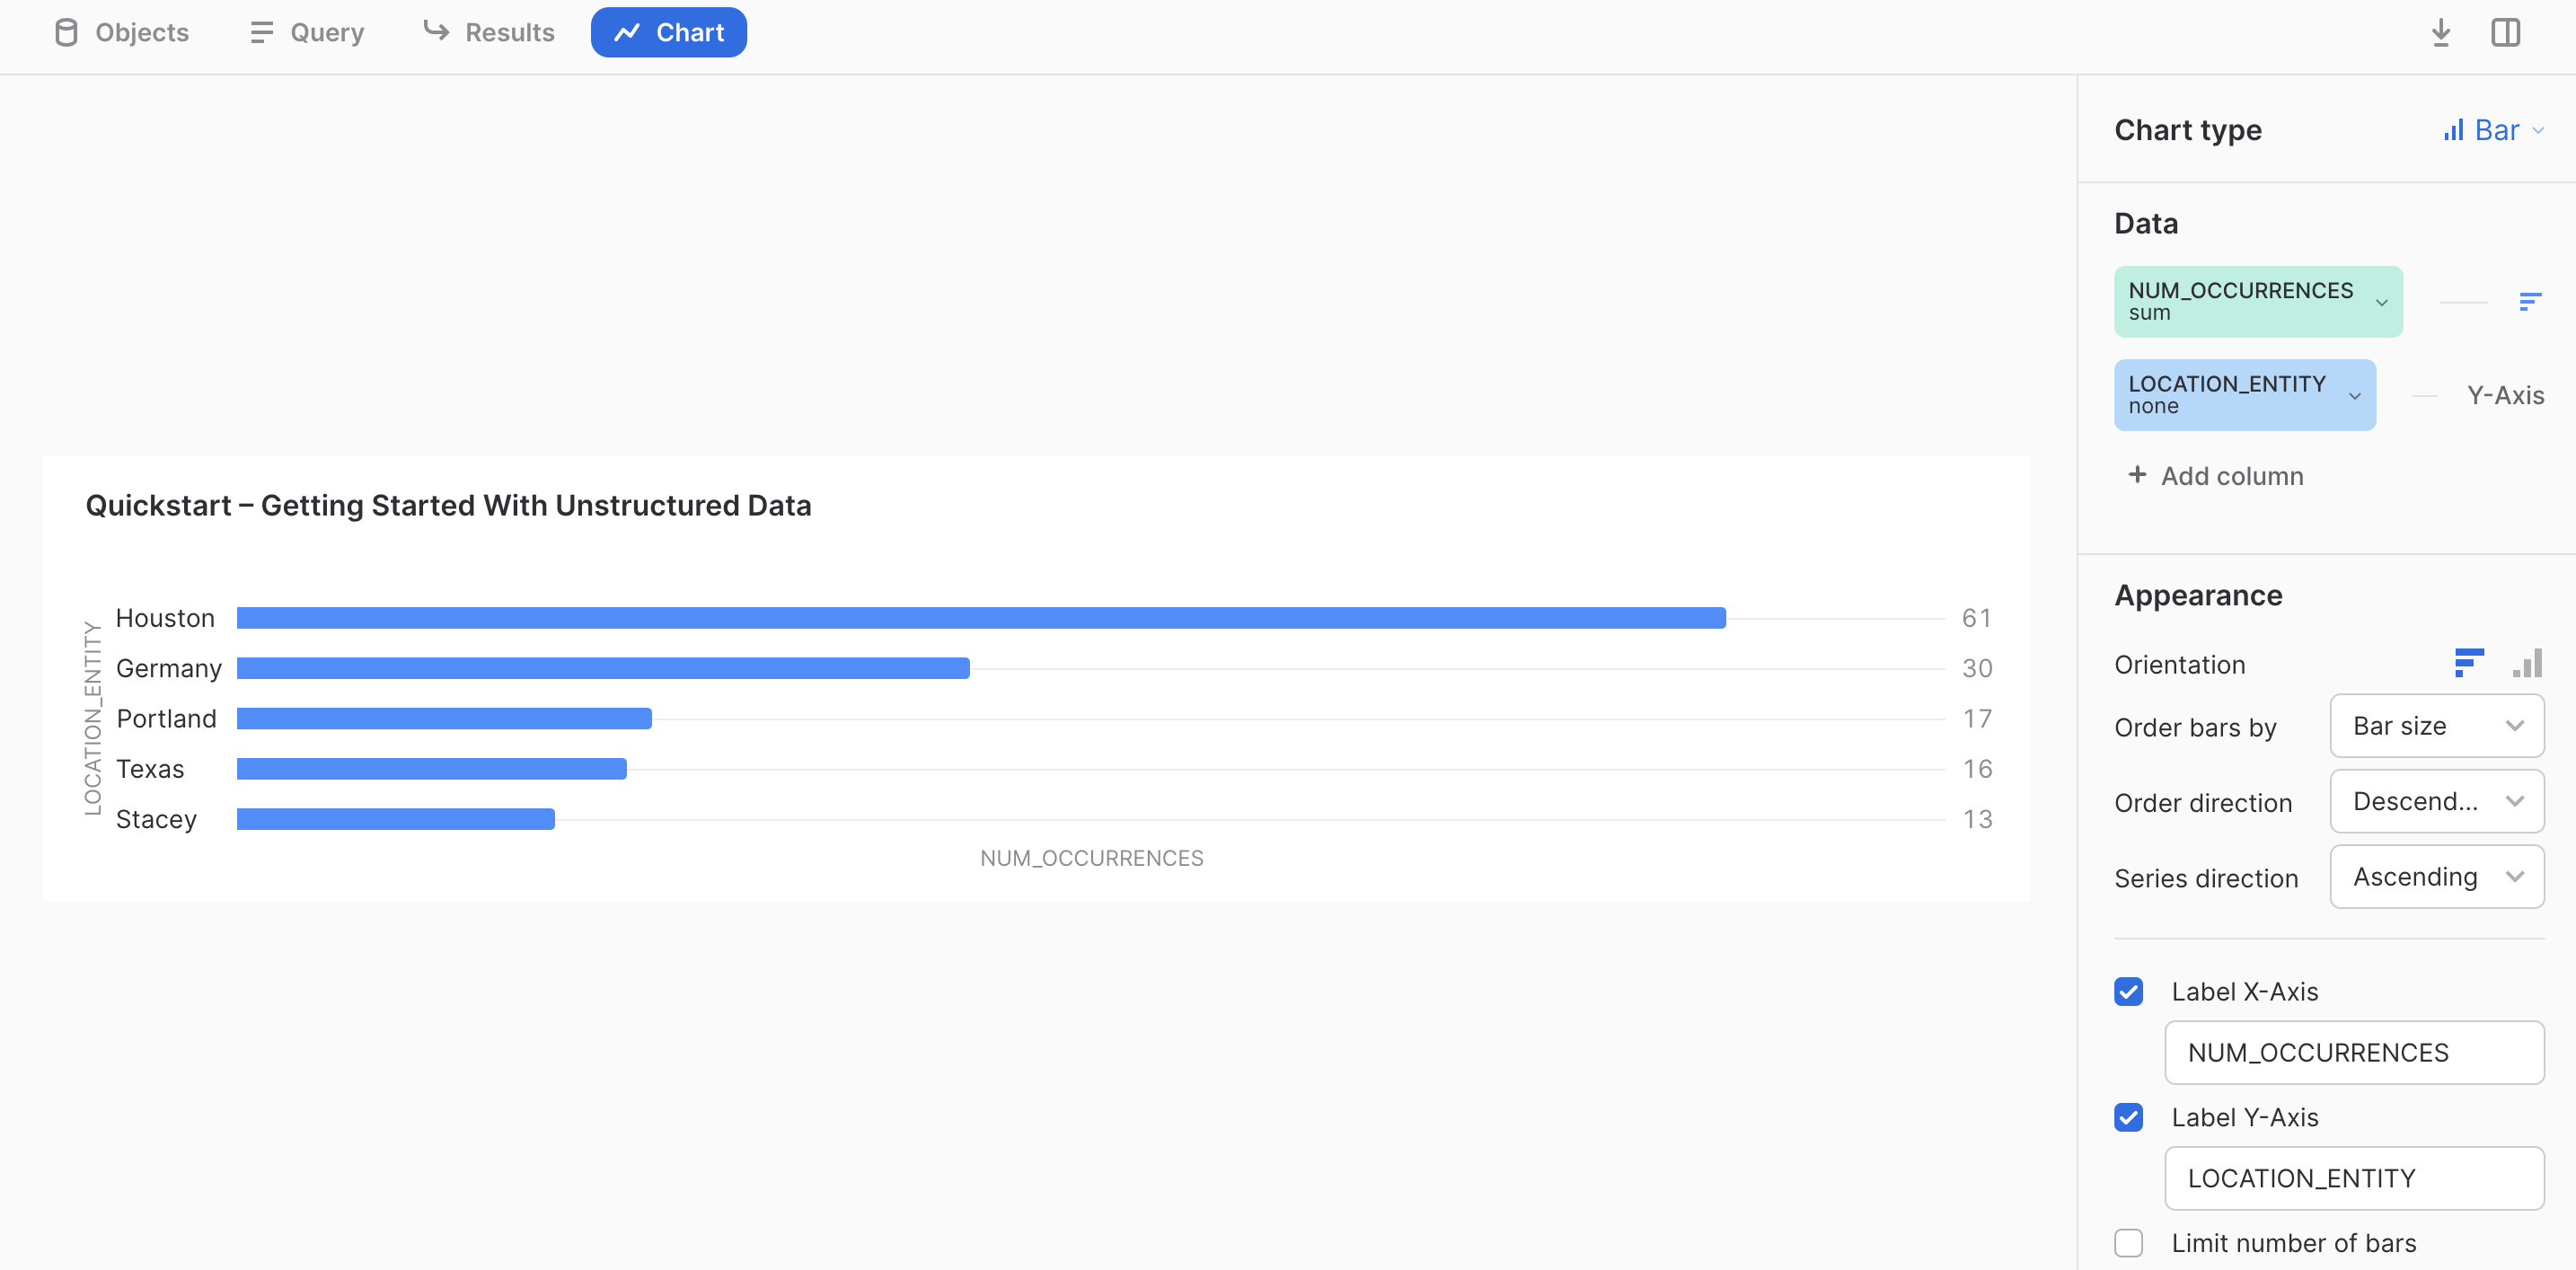 Objects Query Results Chart
Chart type Bar
Data
NUM_OCCURRENCES
sum
LOCATION_ENTITY
none
Y-Axis
+ Add column
Quickstart – Getting Started With Unstructured Data
LOCATION_ENTITY
Houston 61
Germany 30
Portland 17
Texas 16
Stacey 13
NUM_OCCURRENCES
Appearance
Orientation
Order bars by Bar size
Order direction Descend...
Series direction Ascending
Label X-Axis
NUM_OCCURRENCES
Label Y-Axis
LOCATION_ENTITY
Limit number of bars